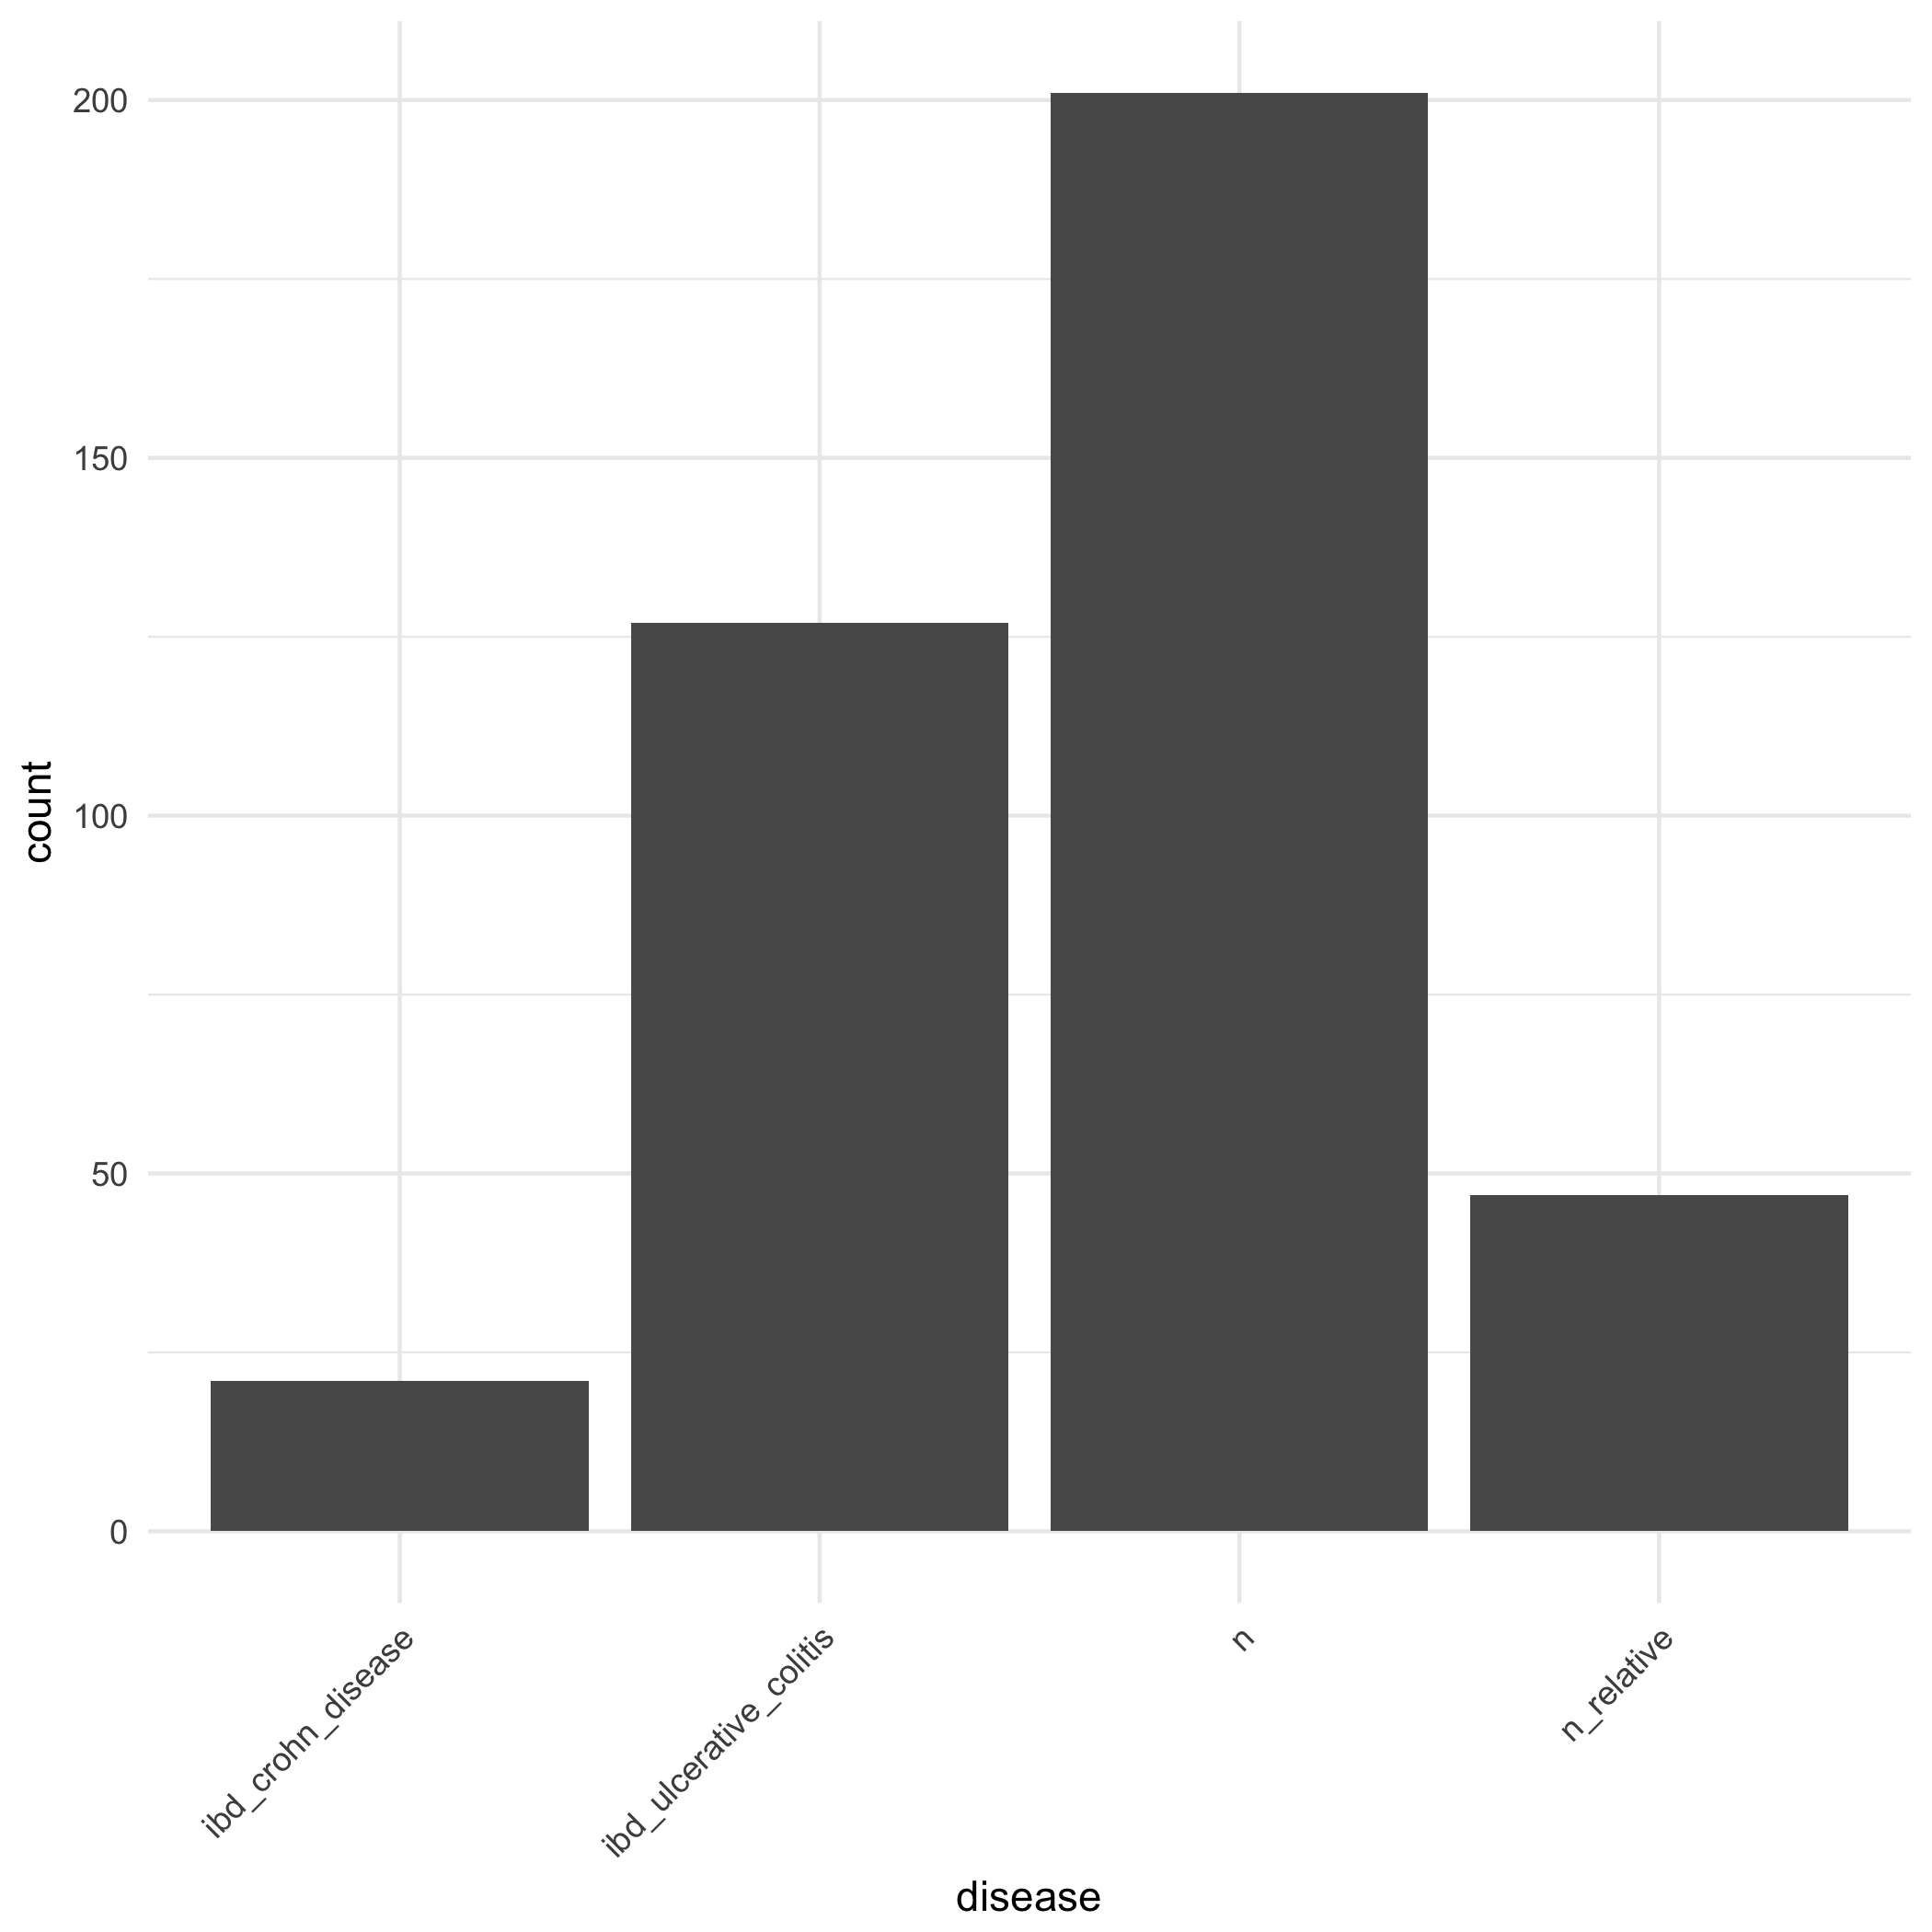 count
200
150
100
50
0
ibd_crohn_disease
ibd_ulcerative_colitis
n
n_relative
disease